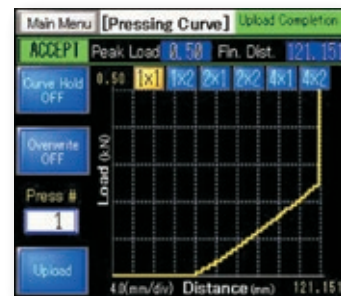 Main Menu [Pressing Curve] Upload Completion
ACCEPT Peak Load 0.50 Fin. Dist. 121.151
Curve Hold OFF
0.50 1x1 1x2 2x1 2x2 4x1 4x2
Overwrite OFF
Load (kN)
Press #
1
Upload
4.0(mm/div) Distance (mm) 121.151